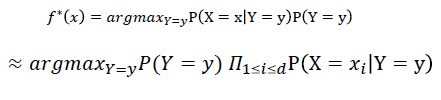 f*(x) = argmax_{Y=y}P(X = x|Y = y)P(Y = y)
≈ argmax_{Y=y}P(Y = y) Π_{1≤i≤d}P(X = x_i|Y = y)